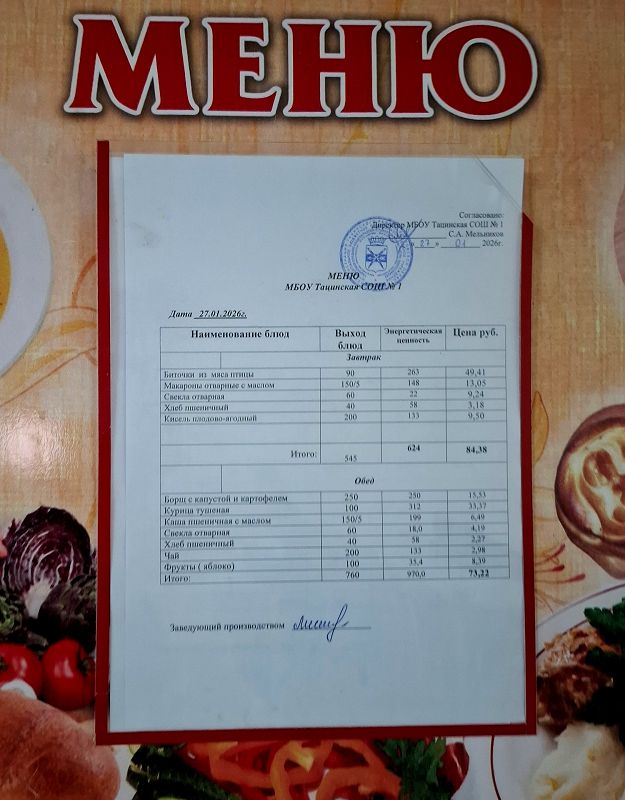 МЕНЮ
Согласовано:
Директор МБОУ Тацинская СОШ № 1
С.А. Мельников
« 27 » 01 2026г.
МЕНЮ
МБОУ Тацинская СОШ № 1
Дата 27.01.2026г.
Наименование блюд Выход блюд Энергетическая ценность Цена руб.
Завтрак
Биточки из мяса птицы 90 263 49,41
Макароны отварные с маслом 150/5 148 13,05
Свекла отварная 60 22 9,24
Хлеб пшеничный 40 58 3,18
Кисель плодово-ягодный 200 133 9,50
Итого: 545 624 84,38
Обед
Борщ с капустой и картофелем 250 250 15,53
Курица тушеная 100 312 33,37
Каша пшеничная с маслом 150/5 199 6,49
Свекла отварная 60 18,0 4,19
Хлеб пшеничный 40 58 2,27
Чай 200 133 2,98
Фрукты ( яблоко) 100 35,4 8,39
Итого: 760 970,0 73,22
Заведующий производством